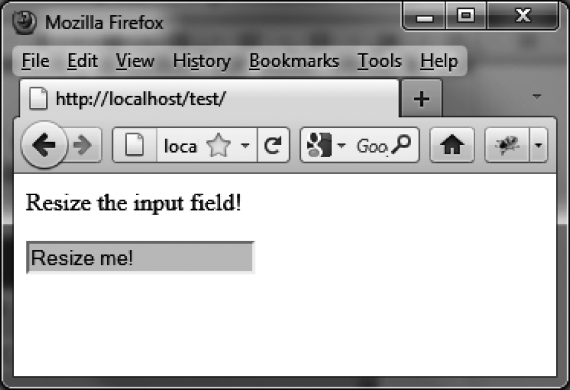 Mozilla Firefox
File Edit View History Bookmarks Tools Help
http://localhost/test/
loca Goo
Resize the input field!
Resize me!